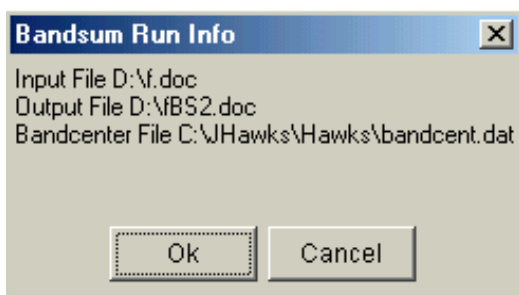 Bandsum Run Info
Input File D:\f.doc
Output File D:\fBS2.doc
Bandcenter File C:\JHawks\Hawks\bandcent.dat
Ok
Cancel